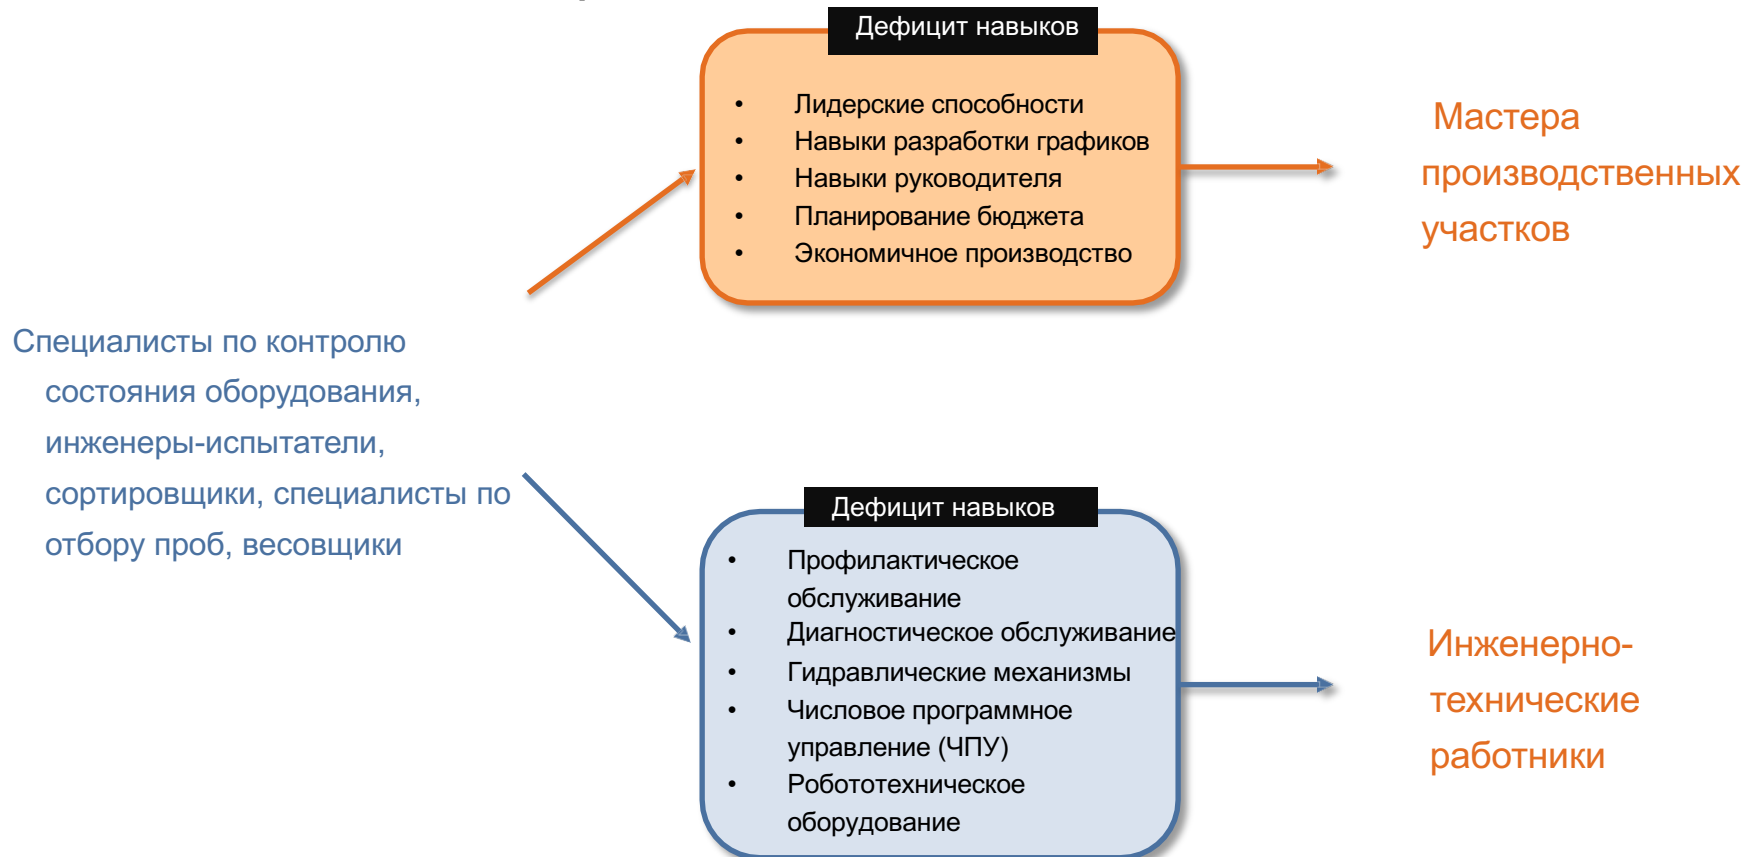 Дефицит навыков
• Лидерские способности
• Навыки разработки графиков
• Навыки руководителя
• Планирование бюджета
• Экономичное производство
Мастера
производственных
участков
Специалисты по контролю
состояния оборудования,
инженеры-испытатели,
сортировщики, специалисты по
отбору проб, весовщики
Дефицит навыков
• Профилактическое
обслуживание
• Диагностическое обслуживание
• Гидравлические механизмы
• Числовое программное
управление (ЧПУ)
• Робототехническое
оборудование
Инженерно-
технические
работники